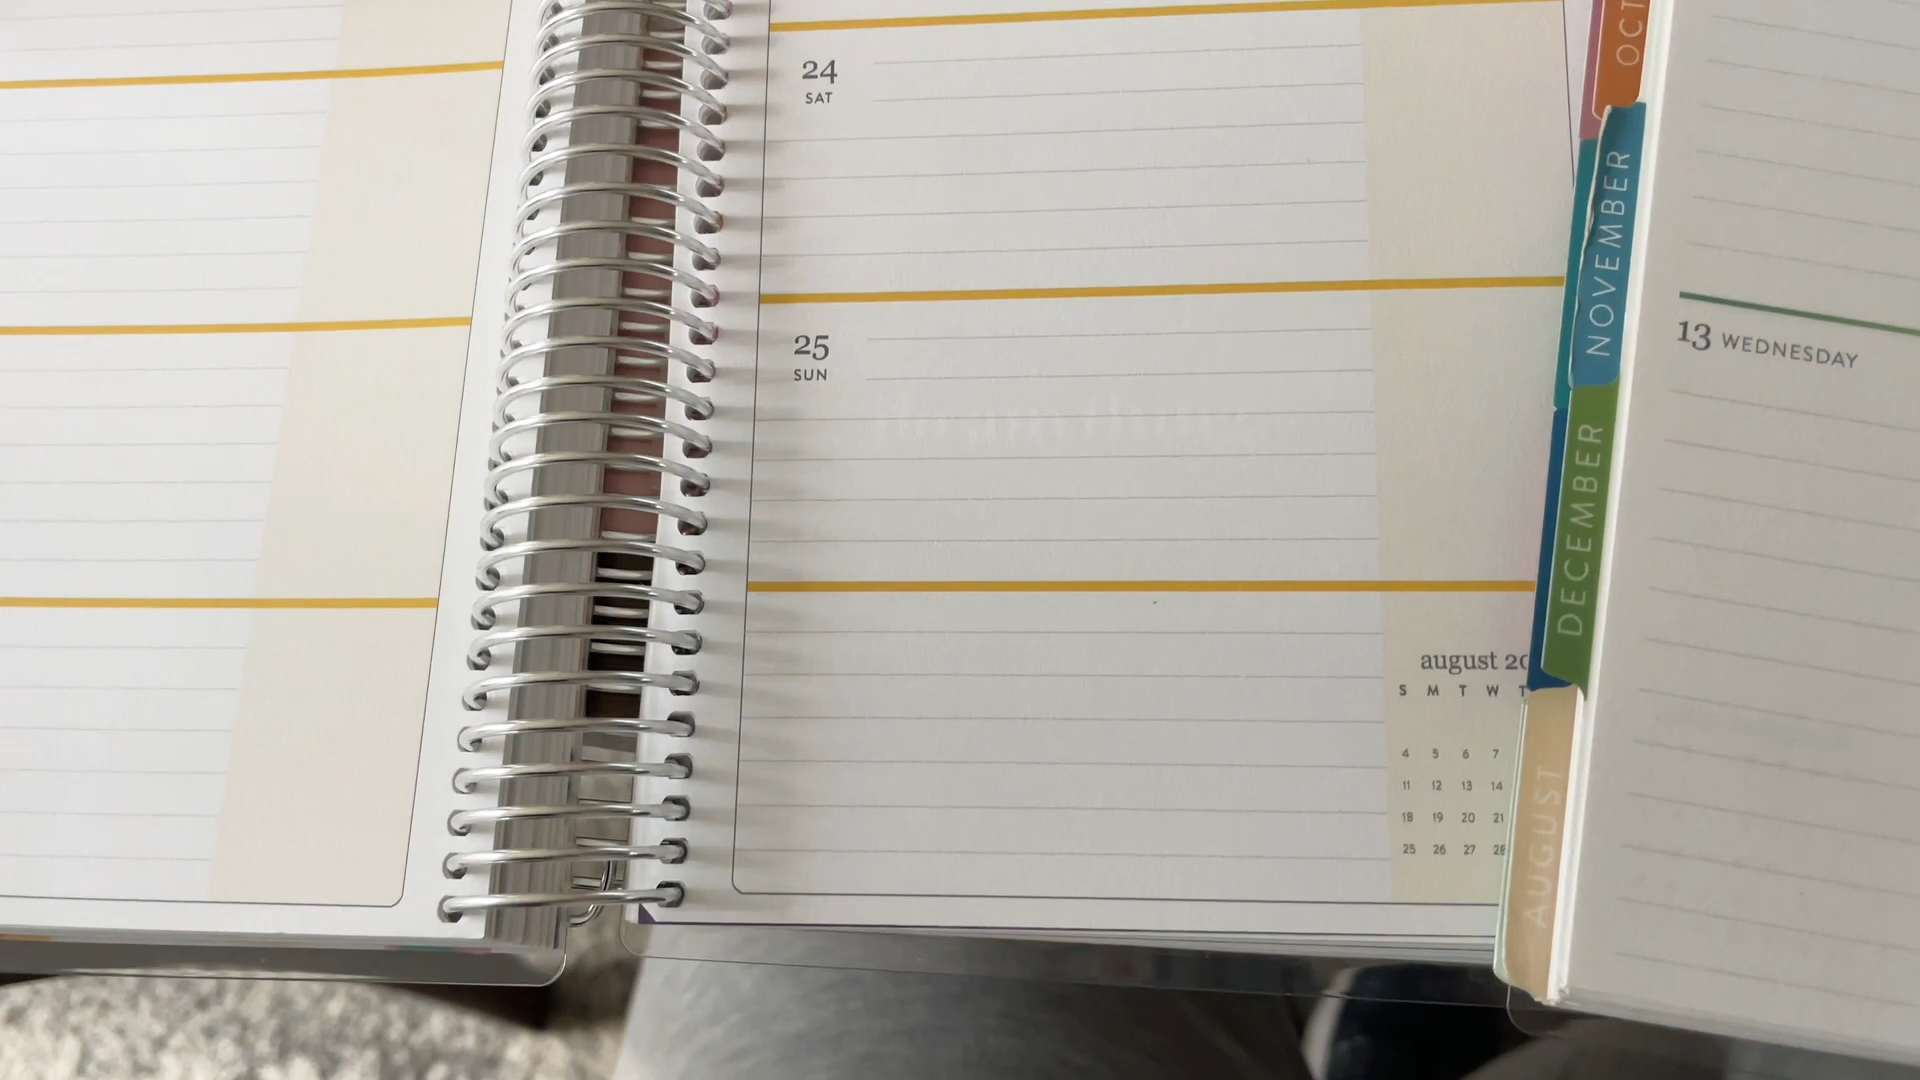 24
SAT
25
SUN
august 20
S M T W T
4 5 6 7
11 12 13 14
18 19 20 21
25 26 27 28
OCT
NOVEMBER
DECEMBER
AUGUST
13 WEDNESDAY